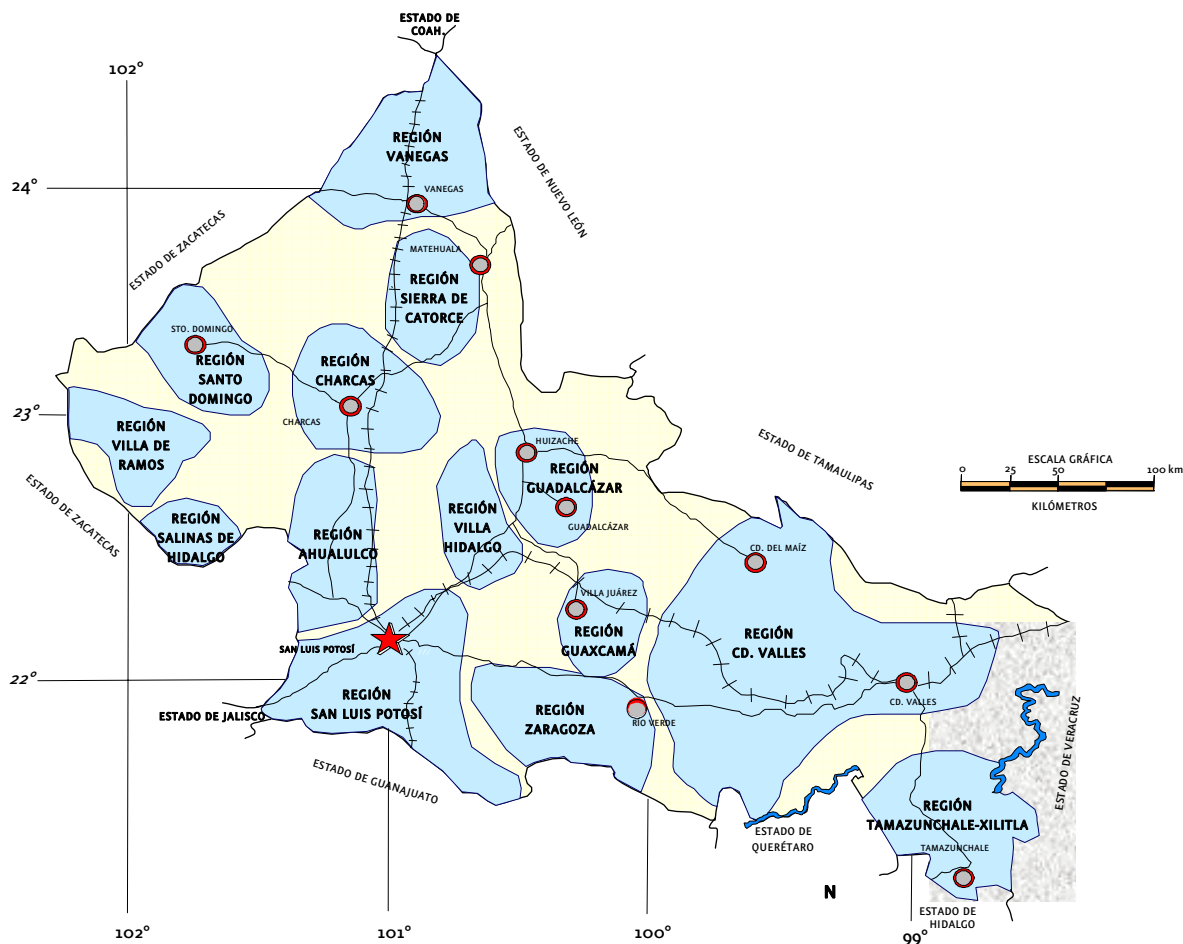 ESTADO DE
COAH.
102°
REGIÓN
VANEGAS
ESTADO DE NUEVO LEÓN
24°
VANEGAS
ESTADO DE ZACATECAS
MATEHUALA
REGIÓN
SIERRA DE
CATORCE
STO. DOMINGO
REGIÓN
SANTO
DOMINGO
REGIÓN
CHARCAS
23°
CHARCAS
REGIÓN
VILLA DE
RAMOS
HUIZACHE
REGIÓN
GUADALCÁZAR
GUADALCÁZAR
ESTADO DE TAMAULIPAS
ESCALA GRÁFICA
0 25 50 100 km
KILÓMETROS
ESTADO DE ZACATECAS
REGIÓN
SALINAS DE
HIDALGO
REGIÓN
AHUALULCO
REGIÓN
VILLA
HIDALGO
CD. DEL MAÍZ
VILLA JUÁREZ
REGIÓN
GUAXCAMÁ
REGIÓN
CD. VALLES
SAN LUIS POTOSÍ
22°
REGIÓN
SAN LUIS POTOSÍ
CD. VALLES
ESTADO DE JALISCO
REGIÓN
ZARAGOZA
RÍO VERDE
ESTADO DE VERACRUZ
ESTADO DE GUANAJUATO
REGIÓN
TAMAZUNCHALE-XILITLA
ESTADO DE
QUERÉTARO
TAMAZUNCHALE
N
ESTADO DE
HIDALGO
102°
101°
100°
99°